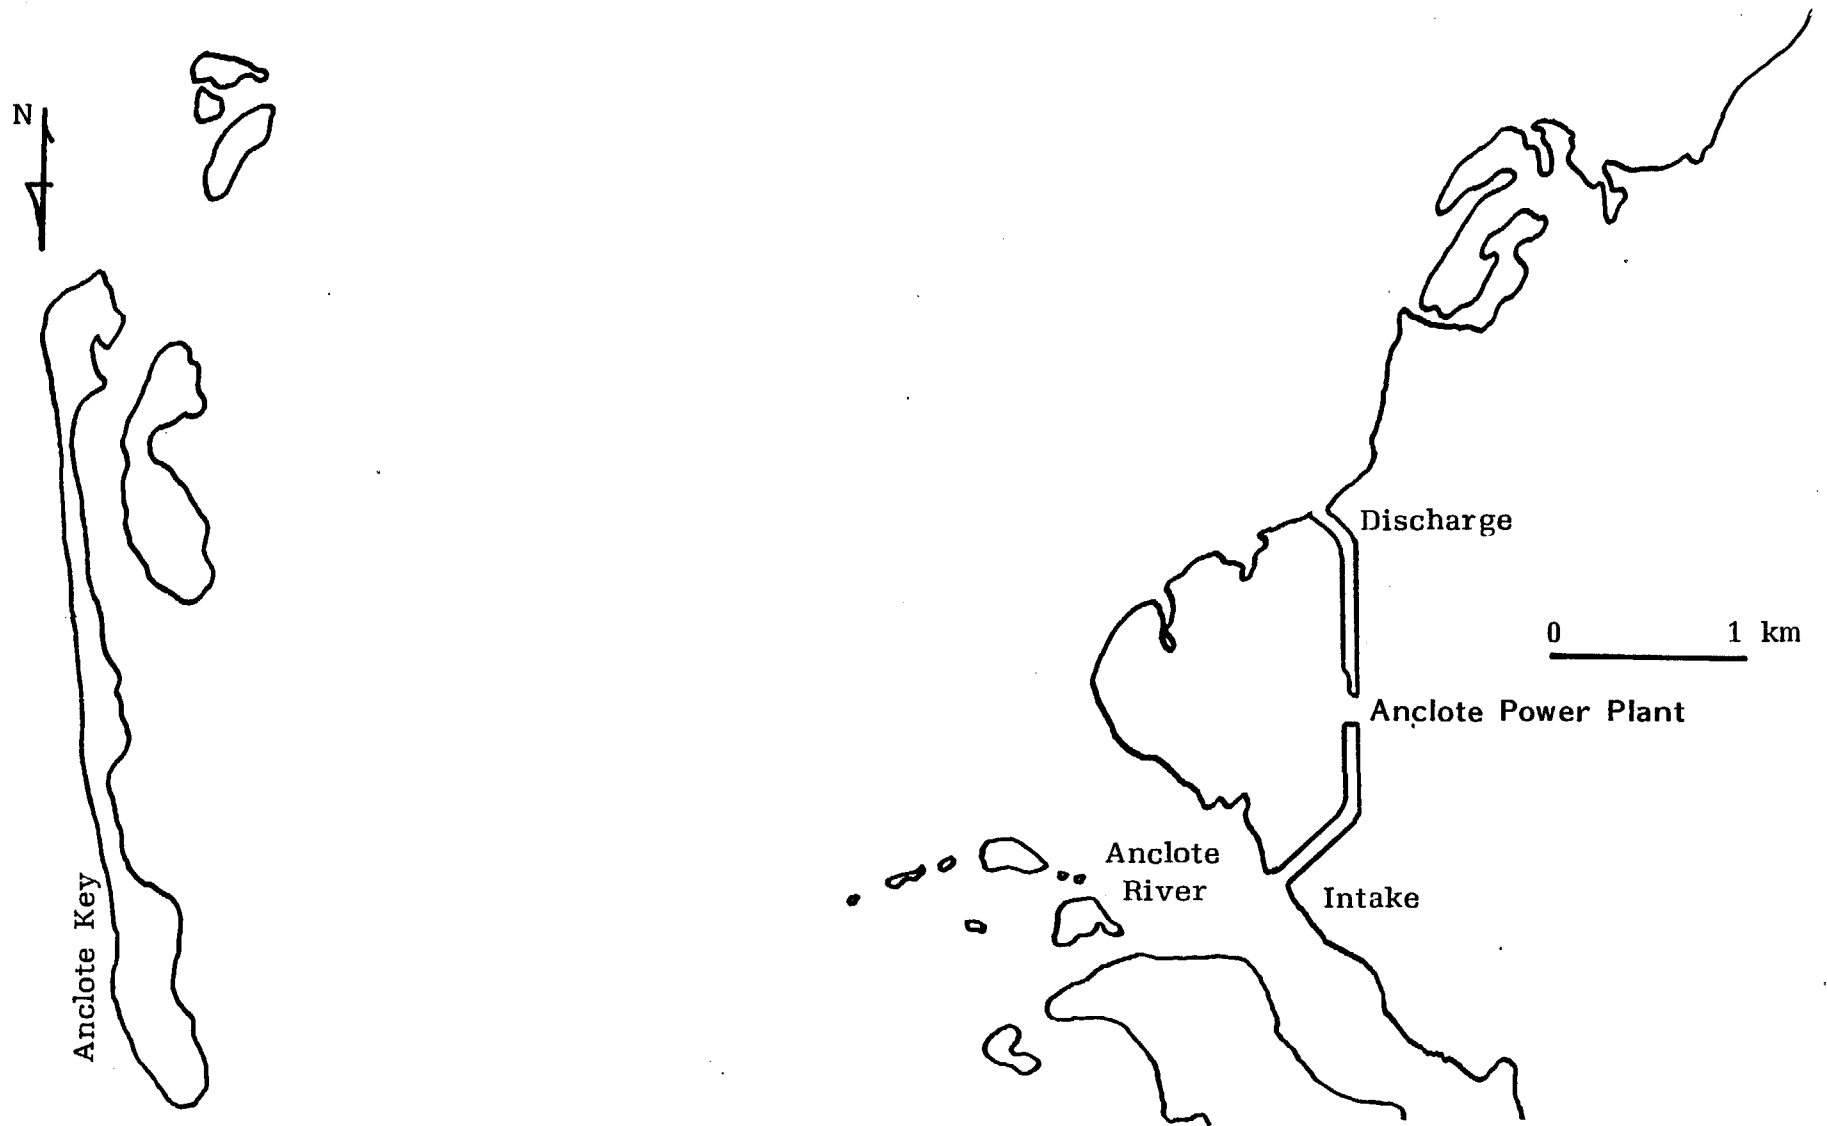 N
Discharge
0 1 km
Anclote Power Plant
Anclote
River
Intake
Anclote Key